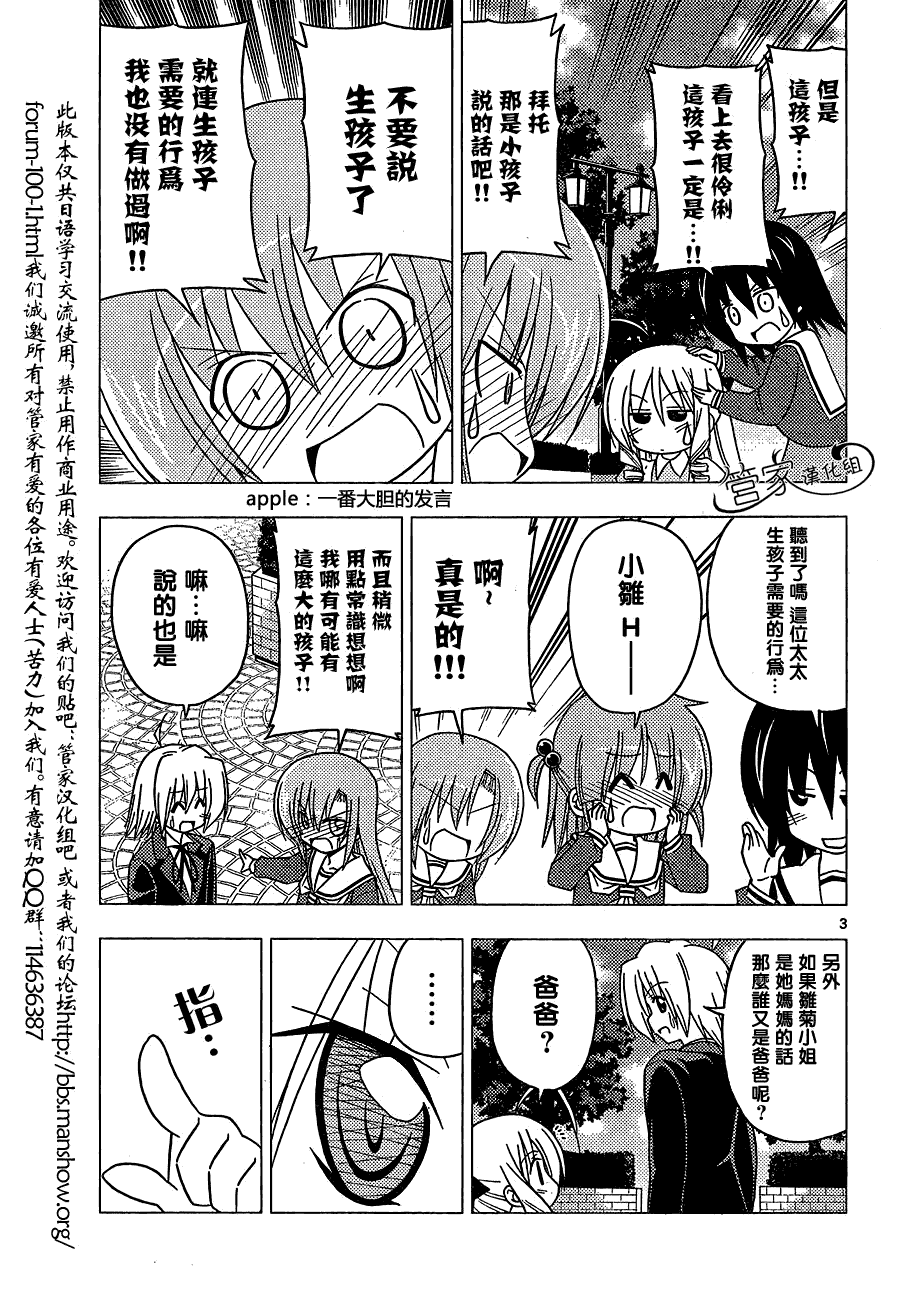 但是
這孩子…!!
看上去很伶俐
這孩子一定是…!!
拜托
那是小孩子
説的話吧!!
不要説
生孩子了
就連生孩子
需要的行爲
我也没有做過啊!!
apple：一番大胆的发言
管家 漢化组
聽到了嗎 這位太太
生孩子需要的行爲…
小雛
H——
啊~
真是的!!!
而且稍微
用點常識想想啊
我哪有可能有
這麼大的孩子!!
嘛…嘛
説的也是
3
另外
如果雛菊小姐
是她媽媽的話
那麼誰又是爸爸呢?
爸爸?
……
指…
此版本仅共日语学习交流使用,禁止用作商业用途。欢迎访问我们的贴吧:管家汉化组吧 或者我们的论坛http://bbs.manshow.org/
forum-100-1.html我们诚邀所有对管家有爱的各位有爱人士(苦力)加入我们。有意请加QQ群:114636387